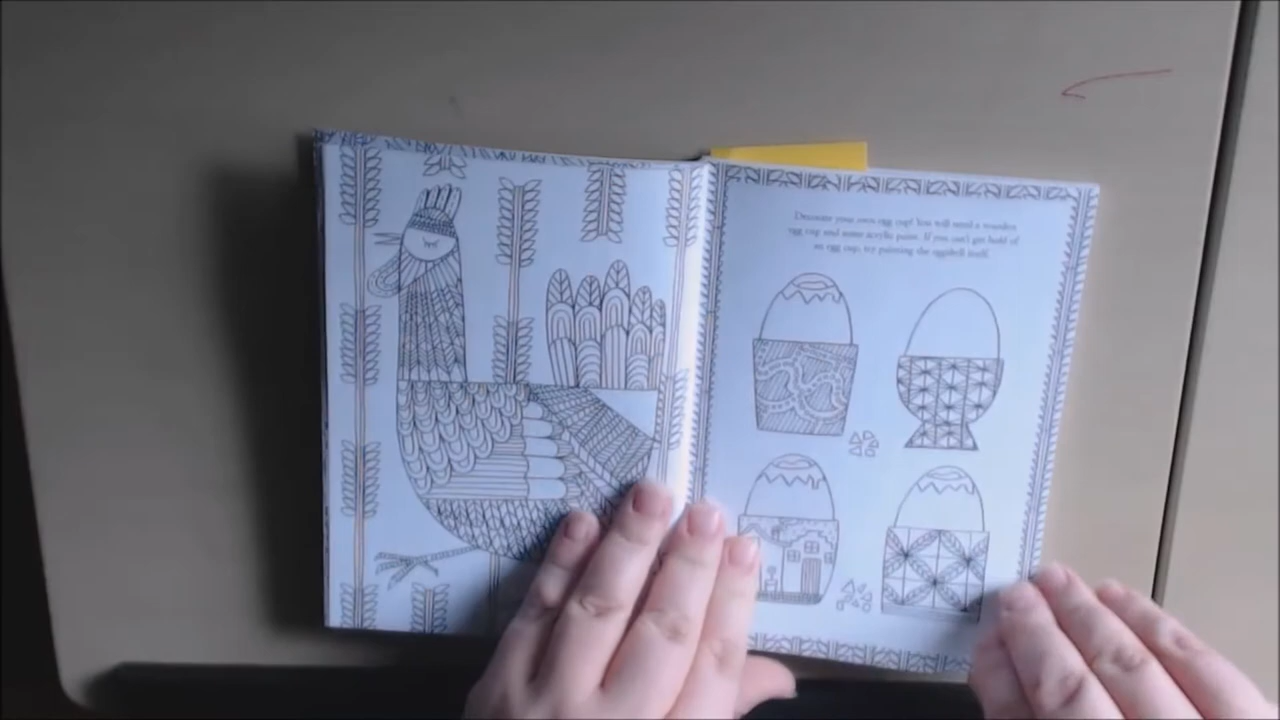 Decorate your own egg cup! You will need a wooden
egg cup and some acrylic paint. If you can't get hold of
an egg cup, try painting the eggshell itself.